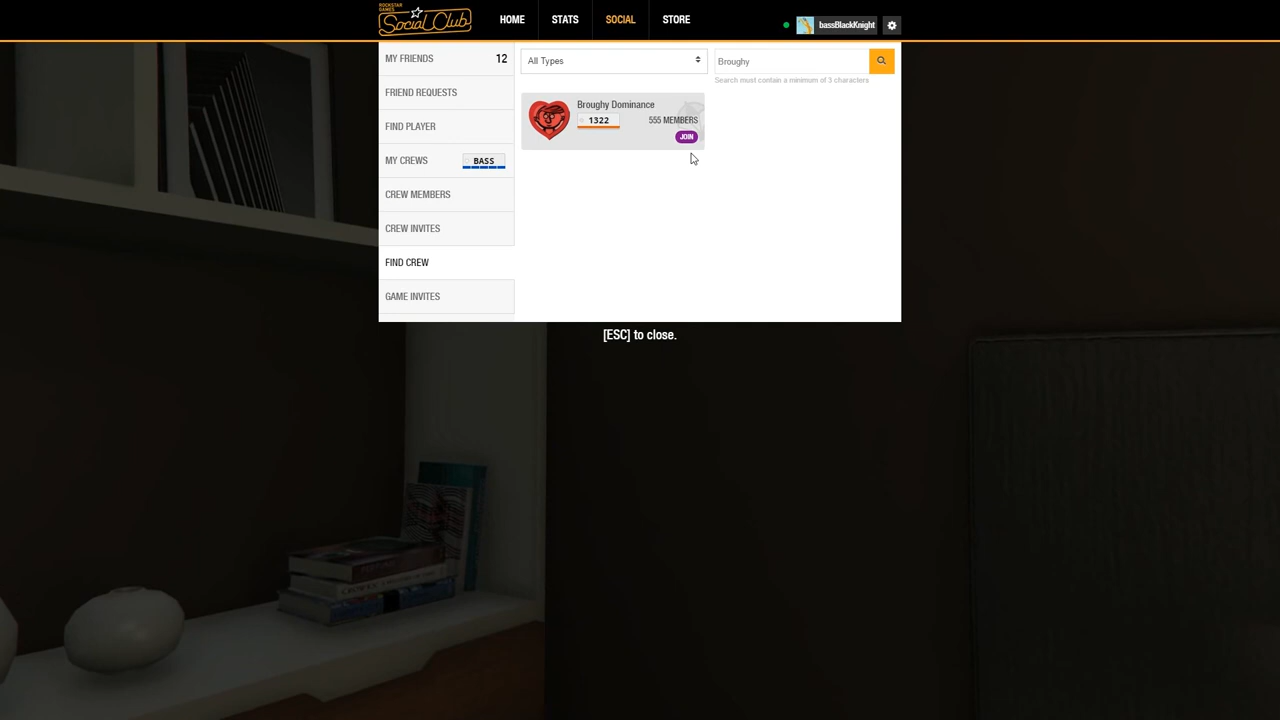 ROCKSTAR
GAMES
Social Club
HOME
STATS
SOCIAL
STORE
bassBlackKnight
MY FRIENDS 12
FRIEND REQUESTS
FIND PLAYER
MY CREWS BASS
CREW MEMBERS
CREW INVITES
FIND CREW
GAME INVITES
All Types
Broughy
Search must contain a minimum of 3 characters
Broughy Dominance
1322
555 MEMBERS
JOIN
[ESC] to close.